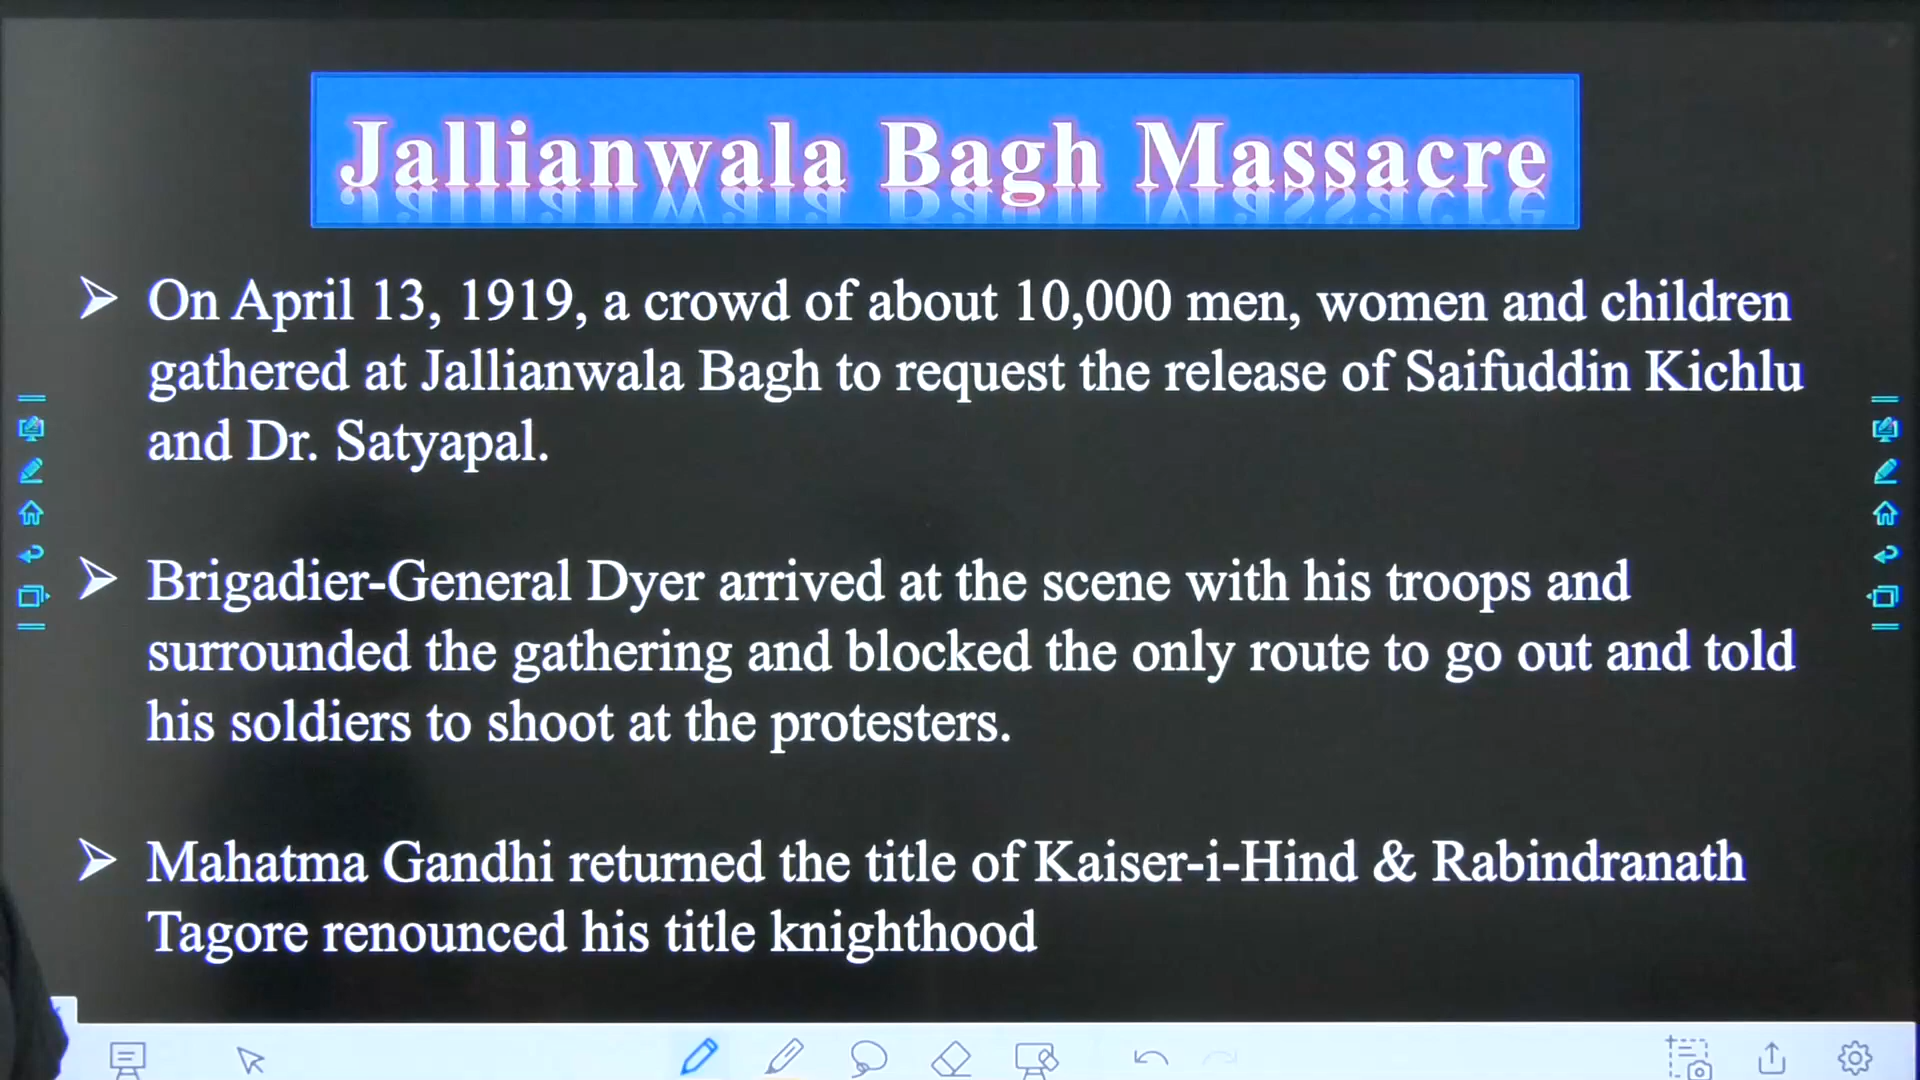 Jallianwala Bagh Massacre
On April 13, 1919, a crowd of about 10,000 men, women and children
gathered at Jallianwala Bagh to request the release of Saifuddin Kichlu
and Dr. Satyapal.
Brigadier-General Dyer arrived at the scene with his troops and
surrounded the gathering and blocked the only route to go out and told
his soldiers to shoot at the protesters.
Mahatma Gandhi returned the title of Kaiser-i-Hind & Rabindranath
Tagore renounced his title knighthood